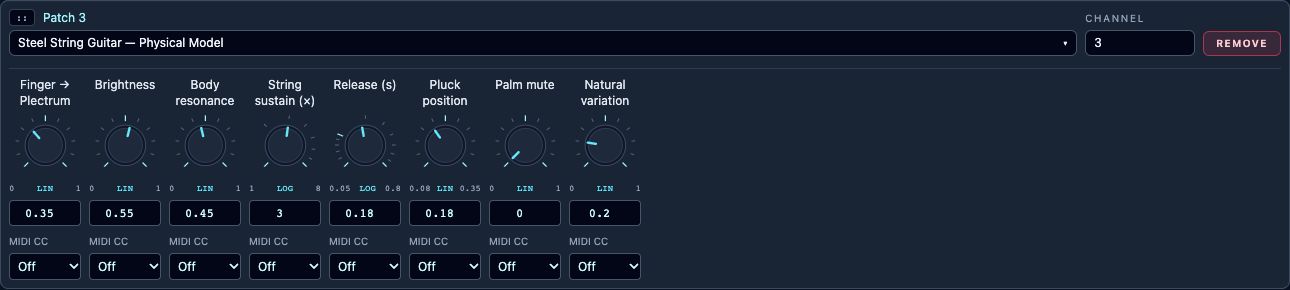 :: Patch 3
CHANNEL
Steel String Guitar — Physical Model
3
REMOVE
Finger →
Plectrum
Brightness
Body
resonance
String
sustain (×)
Release (s)
Pluck
position
Palm mute
Natural
variation
0 LIN 1
0 LIN 1
0 LIN 1
1 LOG 8
0.05 LOG 0.8
0.08 LIN 0.35
0 LIN 1
0 LIN 1
0.35
0.55
0.45
3
0.18
0.18
0
0.2
MIDI CC
MIDI CC
MIDI CC
MIDI CC
MIDI CC
MIDI CC
MIDI CC
MIDI CC
Off
Off
Off
Off
Off
Off
Off
Off